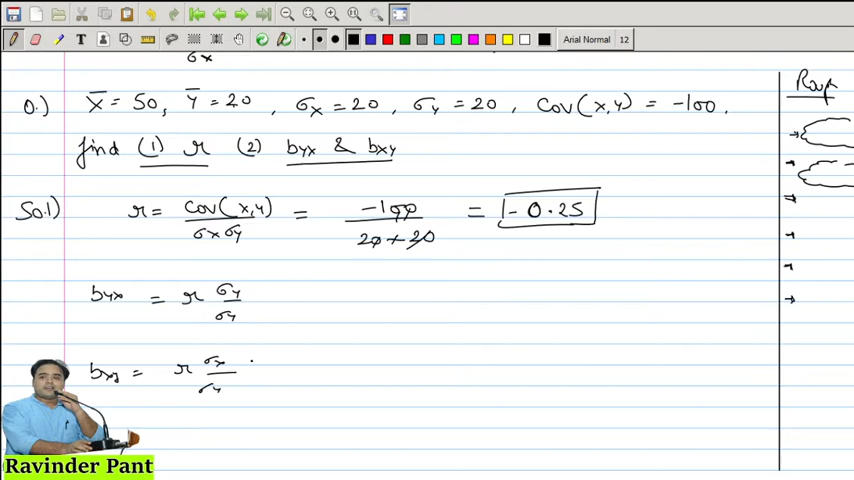 Arial Normal 12
σx
Q.) X̅ = 50, Y̅ = 20, σx = 20, σy = 20, Cov(x,y) = -100.
find (1) r (2) byx & bxy
Sol) r = cov(x,y)/σxσy = -100/20×20 = -0.25
byx = r σy/σy
bxy = r σx/σy
Rough
Ravinder Pant